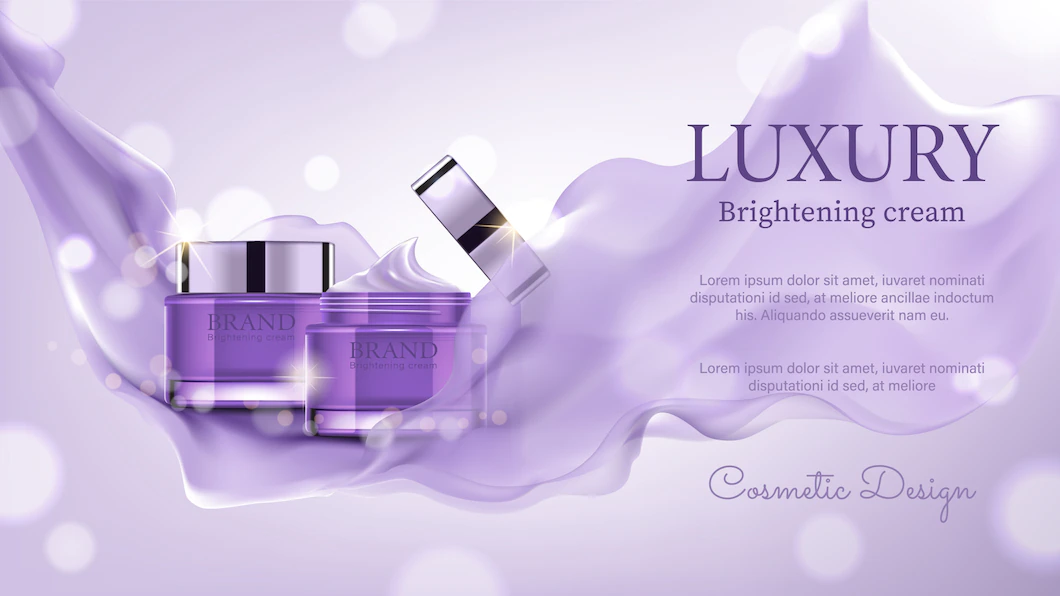 LUXURY
Brightening cream
Lorem ipsum dolor sit amet, iuvaret nominati
disputationi id sed, at meliore ancillae indoctum
his. Aliquando assueverit nam eu.
Lorem ipsum dolor sit amet, iuvaret nominati
disputationi id sed, at meliore
Cosmetic Design
BRAND
Brightening cream
BRAND
Brightening cream